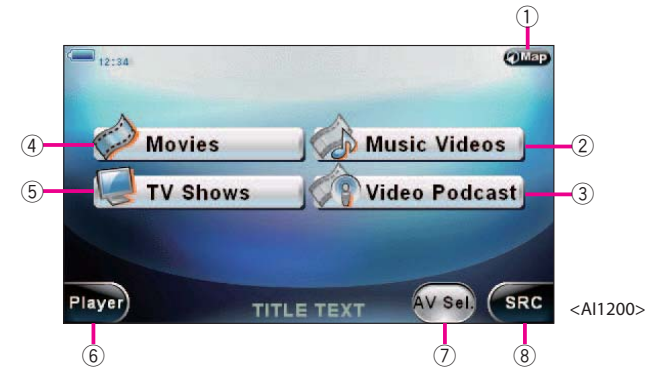 ①
12:34 Map
④ Movies Music Videos ②
⑤ TV Shows Video Podcast ③
Player TITLE TEXT AV Sel. SRC <AI1200>
⑥ ⑦ ⑧